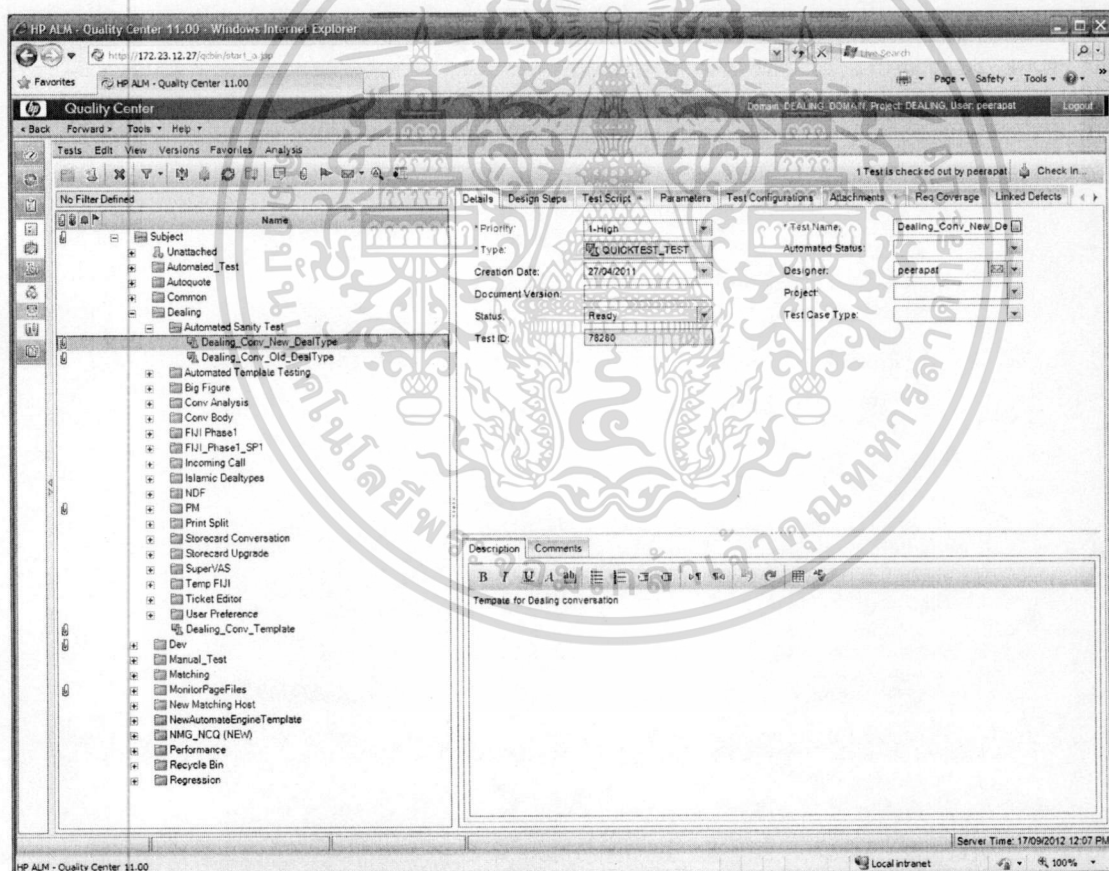 HP ALM - Quality Center 11.00 - Windows Internet Explorer
http://172.23.12.27/qcbin/start_a.jsp
Live Search
Favorites
HP ALM - Quality Center 11.00
Page
Safety
Tools
hp
Quality Center
Domain: DEALING_DOMAIN, Project: DEALING, User: peerapat
Logout
< Back
Forward >
Tools
Help
Tests Edit View Versions Favorites Analysis
1 Test is checked out by peerapat
Check In...
No Filter Defined
Name
Subject
Unattached
Automated_Test
Autoquote
Common
Dealing
Automated Sanity Test
Dealing_Conv_New_DealType
Dealing_Conv_Old_DealType
Automated Template Testing
Big Figure
Conv Analysis
Conv Body
FIJI Phase1
FIJI_Phase1_SP1
Incoming Call
Islamic Dealtypes
NDF
PM
Print Split
Storecard Conversation
Storecard Upgrade
SuperVAS
Temp FIJI
Ticket Editor
User Preference
Dealing_Conv_Template
Dev
Manual_Test
Matching
MonitorPageFiles
New Matching Host
NewAutomateEngineTemplate
NMG_NCQ (NEW)
Performance
Recycle Bin
Regression
Details Design Steps Test Script Parameters Test Configurations Attachments Req Coverage Linked Defects
* Priority: 1-High
* Test Name: Dealing_Conv_New_De
* Type: QUICKTEST_TEST
Automated Status:
Creation Date: 27/04/2011
Designer: peerapat
Document Version:
Project:
Status: Ready
Test Case Type:
Test ID: 78260
Description Comments
B I U A ab
Tempate for Dealing conversation
Server Time: 17/09/2012 12:07 PM
HP ALM - Quality Center 11.00
Local intranet
100%